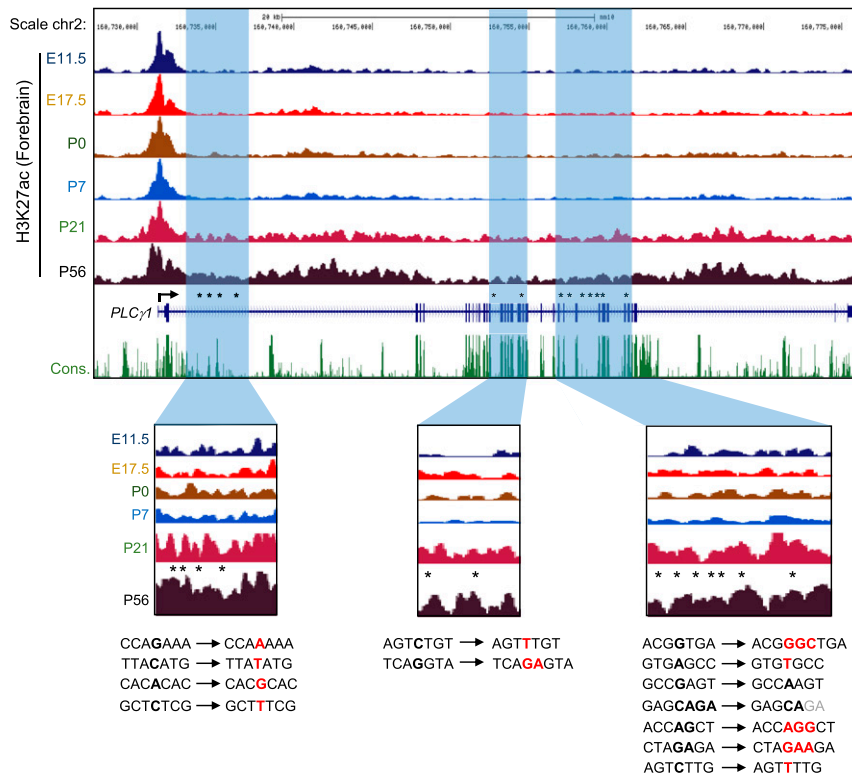 Scale chr2: 20 kb mm10
160,730,000 160,735,000 160,740,000 160,745,000 160,750,000 160,755,000 160,760,000 160,765,000 160,770,000 160,775,000
H3K27ac (Forebrain)
E11.5
E17.5
P0
P7
P21
P56
* * * * * * * * * * * * *
PLCγ1
Cons.
E11.5
E17.5
P0
P7
P21
* * * * * * * * * * * * *
P56
CCAGAAA → CCAAAAA
TTACATG → TTATATG
CACACAC → CACGCAC
GCTCTCG → GCTTTCG
AGTCTGT → AGTTTGT
TCAGGTA → TCAGAGTA
ACGGTGA → ACGGGCTGA
GTGAGCC → GTGTGCC
GCCGAGT → GCCAAGT
GAGCAGA → GAGCAGA
ACCAGCT → ACCAGGCT
CTAGAGA → CTAGAAGA
AGTCTTG → AGTTTTG